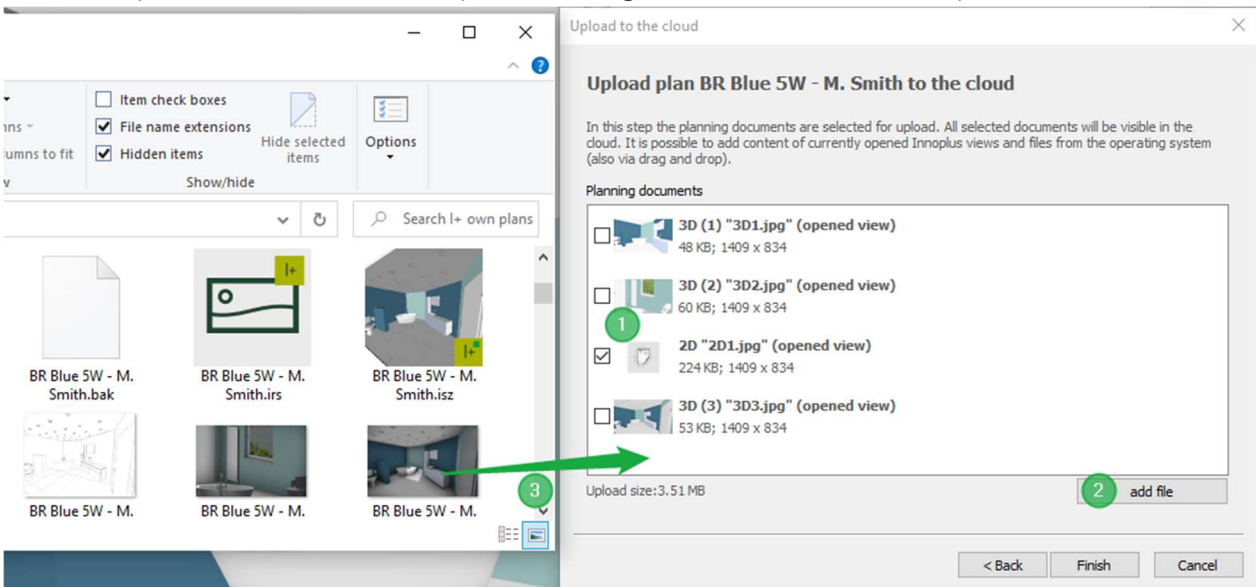 Item check boxes
File name extensions
Hidden items
Hide selected
items
Options
umns to fit
Show/hide
Search I+ own plans
I+
I+
BR Blue 5W - M.
Smith.bak
BR Blue 5W - M.
Smith.irs
BR Blue 5W - M.
Smith.isz
BR Blue 5W - M.
BR Blue 5W - M.
BR Blue 5W - M.
3
Upload to the cloud
Upload plan BR Blue 5W - M. Smith to the cloud
In this step the planning documents are selected for upload. All selected documents will be visible in the
cloud. It is possible to add content of currently opened Innoplus views and files from the operating system
(also via drag and drop).
Planning documents
3D (1) "3D1.jpg" (opened view)
48 KB; 1409 x 834
3D (2) "3D2.jpg" (opened view)
60 KB; 1409 x 834
1
2D "2D1.jpg" (opened view)
224 KB; 1409 x 834
3D (3) "3D3.jpg" (opened view)
53 KB; 1409 x 834
Upload size:3.51 MB
2 add file
< Back
Finish
Cancel